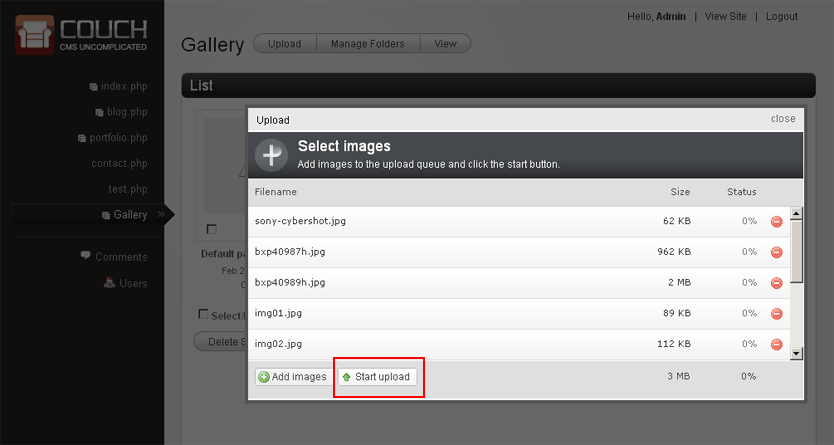 COUCH
CMS UNCOMPLICATED
Hello, Admin | View Site | Logout
Gallery
Upload
Manage Folders
View
index.php
blog.php
portfolio.php
contact.php
test.php
Gallery »
Comments
Users
List
Default pa
Feb 2
Select/
Delete S
Upload
close
Select images
Add images to the upload queue and click the start button.
Filename Size Status
sony-cybershot.jpg 62 KB 0%
bxp40987h.jpg 962 KB 0%
bxp40989h.jpg 2 MB 0%
img01.jpg 89 KB 0%
img02.jpg 112 KB 0%
Add images Start upload 3 MB 0%